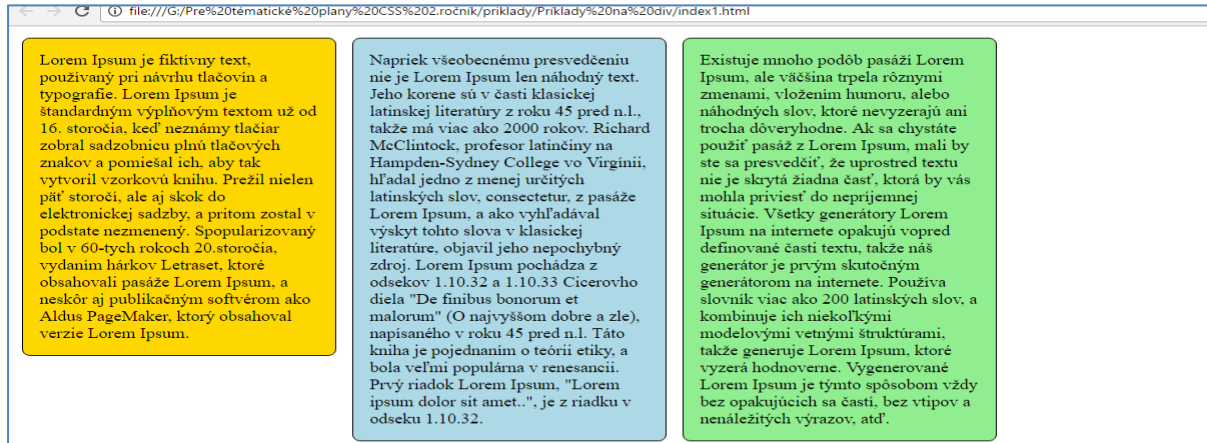 file:///G:/Pre%20tématické%20plany%20CSS%202.ročník/priklady/Príklady%20na%20div/index1.html
Lorem Ipsum je fiktívny text,
používaný pri návrhu tlačovín a
typografie. Lorem Ipsum je
štandardným výplňovým textom už od
16. storočia, keď neznámy tlačiar
zobral sadzobnicu plnú tlačových
znakov a pomiešal ich, aby tak
vytvoril vzorkovú knihu. Prežil nielen
päť storočí, ale aj skok do
elektronickej sadzby, a pritom zostal v
podstate nezmenený. Spopularizovaný
bol v 60-tych rokoch 20.storočia,
vydaním hárkov Letraset, ktoré
obsahovali pasáže Lorem Ipsum, a
neskôr aj publikačným softvérom ako
Aldus PageMaker, ktorý obsahoval
verzie Lorem Ipsum.
Napriek všeobecnému presvedčeniu
nie je Lorem Ipsum len náhodný text.
Jeho korene sú v časti klasickej
latinskej literatúry z roku 45 pred n.l.,
takže má viac ako 2000 rokov. Richard
McClintock, profesor latinčiny na
Hampden-Sydney College vo Virgínii,
hľadal jedno z menej určitých
latinských slov, consectetur, z pasáže
Lorem Ipsum, a ako vyhľadával
výskyt tohto slova v klasickej
literatúre, objavil jeho nepochybný
zdroj. Lorem Ipsum pochádza z
odsekov 1.10.32 a 1.10.33 Cicerovho
diela "De finibus bonorum et
malorum" (O najvyššom dobre a zle),
napísaného v roku 45 pred n.l. Táto
kniha je pojednaním o teórii etiky, a
bola veľmi populárna v renesancii.
Prvý riadok Lorem Ipsum, "Lorem
ipsum dolor sit amet..", je z riadku v
odseku 1.10.32.
Existuje mnoho podôb pasáží Lorem
Ipsum, ale väčšina trpela rôznymi
zmenami, vložením humoru, alebo
náhodných slov, ktoré nevyzerajú ani
trocha dôveryhodne. Ak sa chystáte
použiť pasáž z Lorem Ipsum, mali by
ste sa presvedčiť, že uprostred textu
nie je skrytá žiadna časť, ktorá by vás
mohla priviesť do nepríjemnej
situácie. Všetky generátory Lorem
Ipsum na internete opakujú vopred
definované časti textu, takže náš
generátor je prvým skutočným
generátorom na internete. Používa
slovník viac ako 200 latinských slov, a
kombinuje ich niekoľkými
modelovými vetnými štruktúrami,
takže generuje Lorem Ipsum, ktoré
vyzerá hodnoverne. Vygenerované
Lorem Ipsum je týmto spôsobom vždy
bez opakujúcich sa častí, bez vtipov a
nenáležitých výrazov, atď.